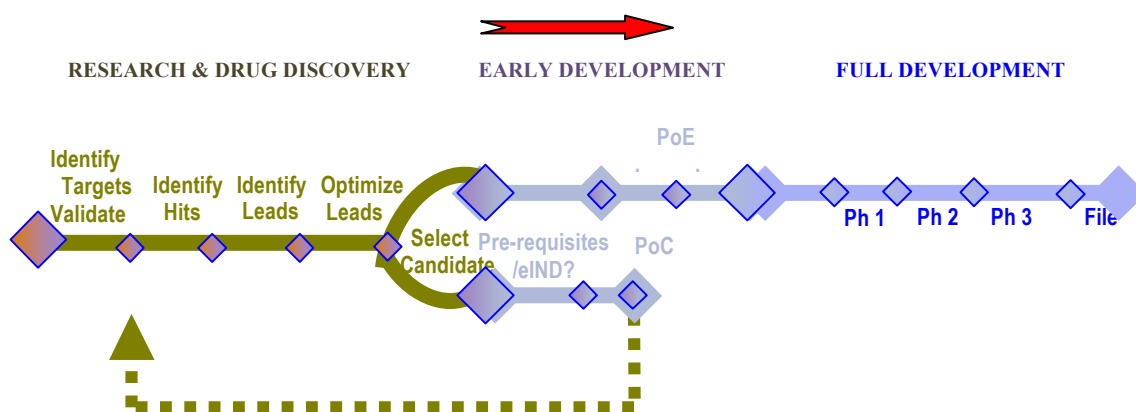 RESEARCH & DRUG DISCOVERY
EARLY DEVELOPMENT
FULL DEVELOPMENT
Identify
Targets
Validate
Identify
Hits
Identify
Leads
Optimize
Leads
Select
Candidate
PoE
. .
Pre-requisites
/eIND?
PoC
Ph 1
Ph 2
Ph 3
File